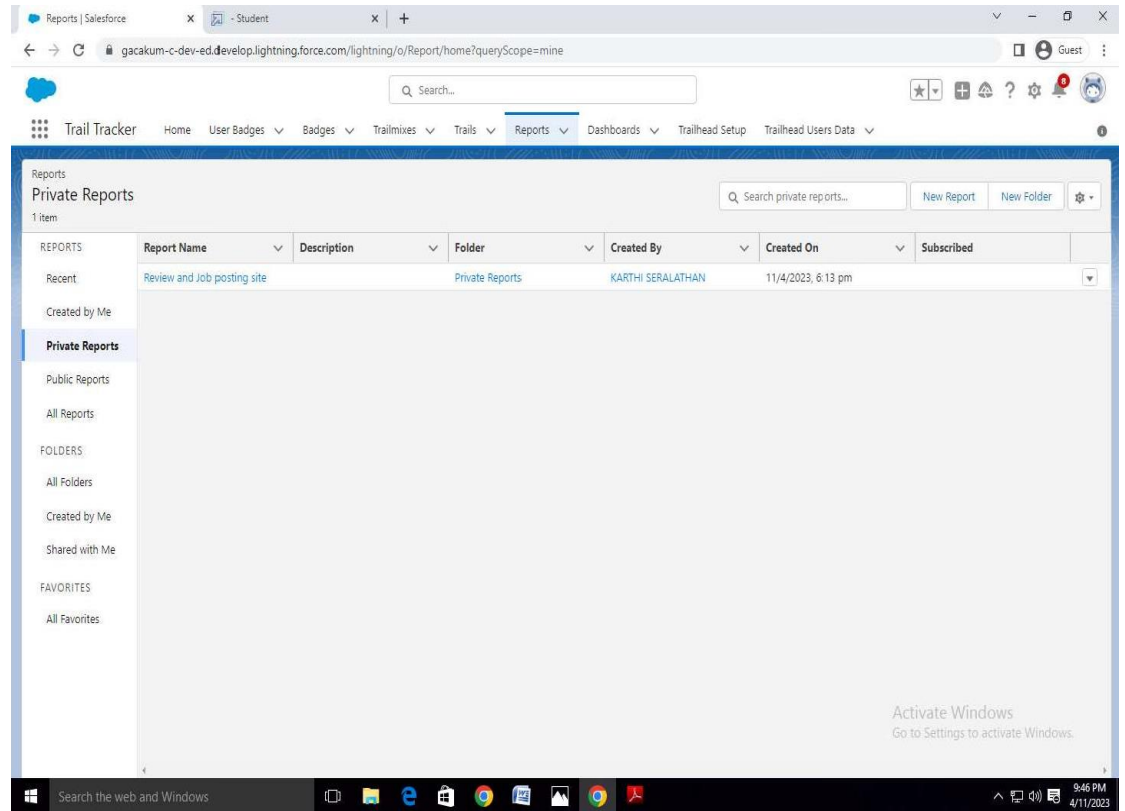 Reports | Salesforce
- Student
gacakum-c-dev-ed.develop.lightning.force.com/lightning/o/Report/home?queryScope=mine
Guest
Search...
8
Trail Tracker Home User Badges Badges Trailmixes Trails Reports Dashboards Trailhead Setup Trailhead Users Data
Reports
Private Reports
1 item
Search private reports...
New Report New Folder
REPORTS
Recent
Created by Me
Private Reports
Public Reports
All Reports
FOLDERS
All Folders
Created by Me
Shared with Me
FAVORITES
All Favorites
Report Name Description Folder Created By Created On Subscribed
Review and Job posting site Private Reports KARTHI SERALATHAN 11/4/2023, 6:13 pm
Activate Windows
Go to Settings to activate Windows.
Search the web and Windows
9:46 PM
4/11/2023